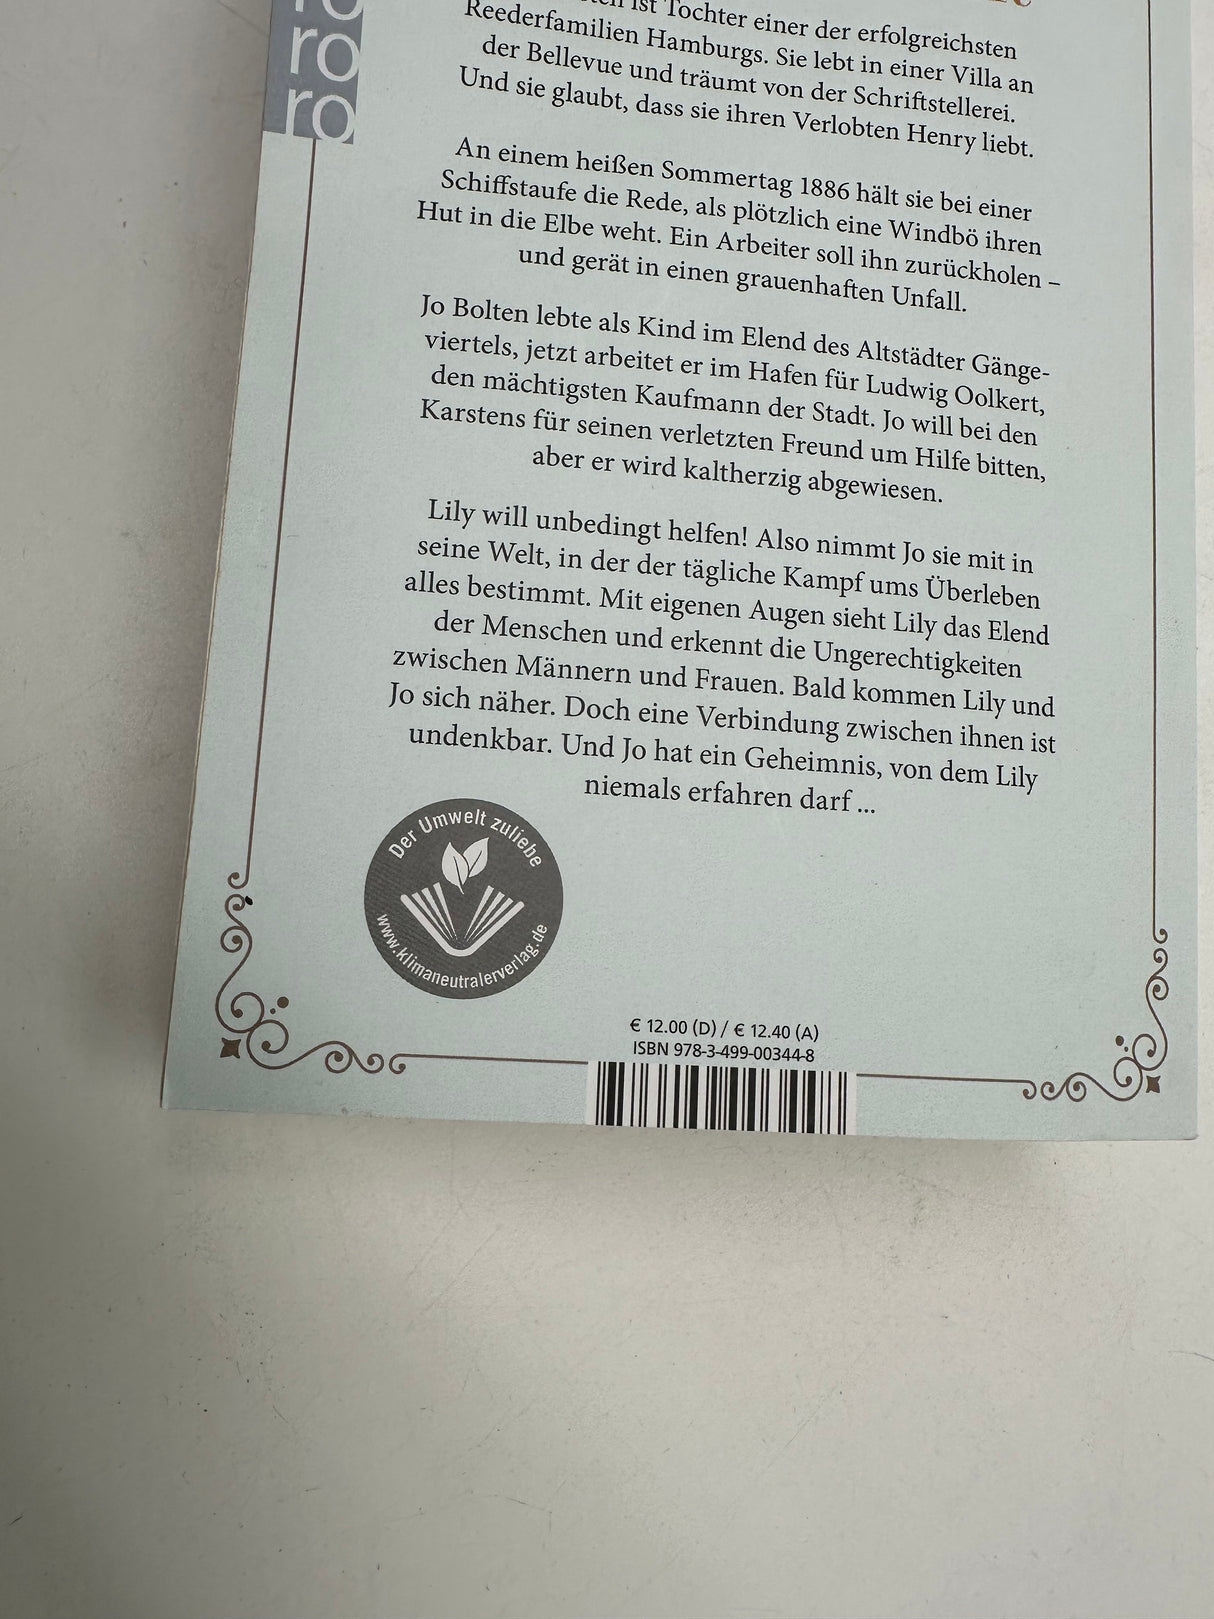 ro
ro
ro
ist Tochter einer der erfolgreichsten
Reederfamilien Hamburgs. Sie lebt in einer Villa an
der Bellevue und träumt von der Schriftstellerei.
Und sie glaubt, dass sie ihren Verlobten Henry liebt.
An einem heißen Sommertag 1886 hält sie bei einer
Schiffstaufe die Rede, als plötzlich eine Windbö ihren
Hut in die Elbe weht. Ein Arbeiter soll ihn zurückholen –
und gerät in einen grauenhaften Unfall.
Jo Bolten lebte als Kind im Elend des Altstädter Gänge-
viertels, jetzt arbeitet er im Hafen für Ludwig Oolkert,
den mächtigsten Kaufmann der Stadt. Jo will bei den
Karstens für seinen verletzten Freund um Hilfe bitten,
aber er wird kaltherzig abgewiesen.
Lily will unbedingt helfen! Also nimmt Jo sie mit in
seine Welt, in der der tägliche Kampf ums Überleben
alles bestimmt. Mit eigenen Augen sieht Lily das Elend
der Menschen und erkennt die Ungerechtigkeiten
zwischen Männern und Frauen. Bald kommen Lily und
Jo sich näher. Doch eine Verbindung zwischen ihnen ist
undenkbar. Und Jo hat ein Geheimnis, von dem Lily
niemals erfahren darf ...
Der Umwelt zuliebe
www.klimaneutralerverlag.de
€ 12.00 (D) / € 12.40 (A)
ISBN 978-3-499-00344-8